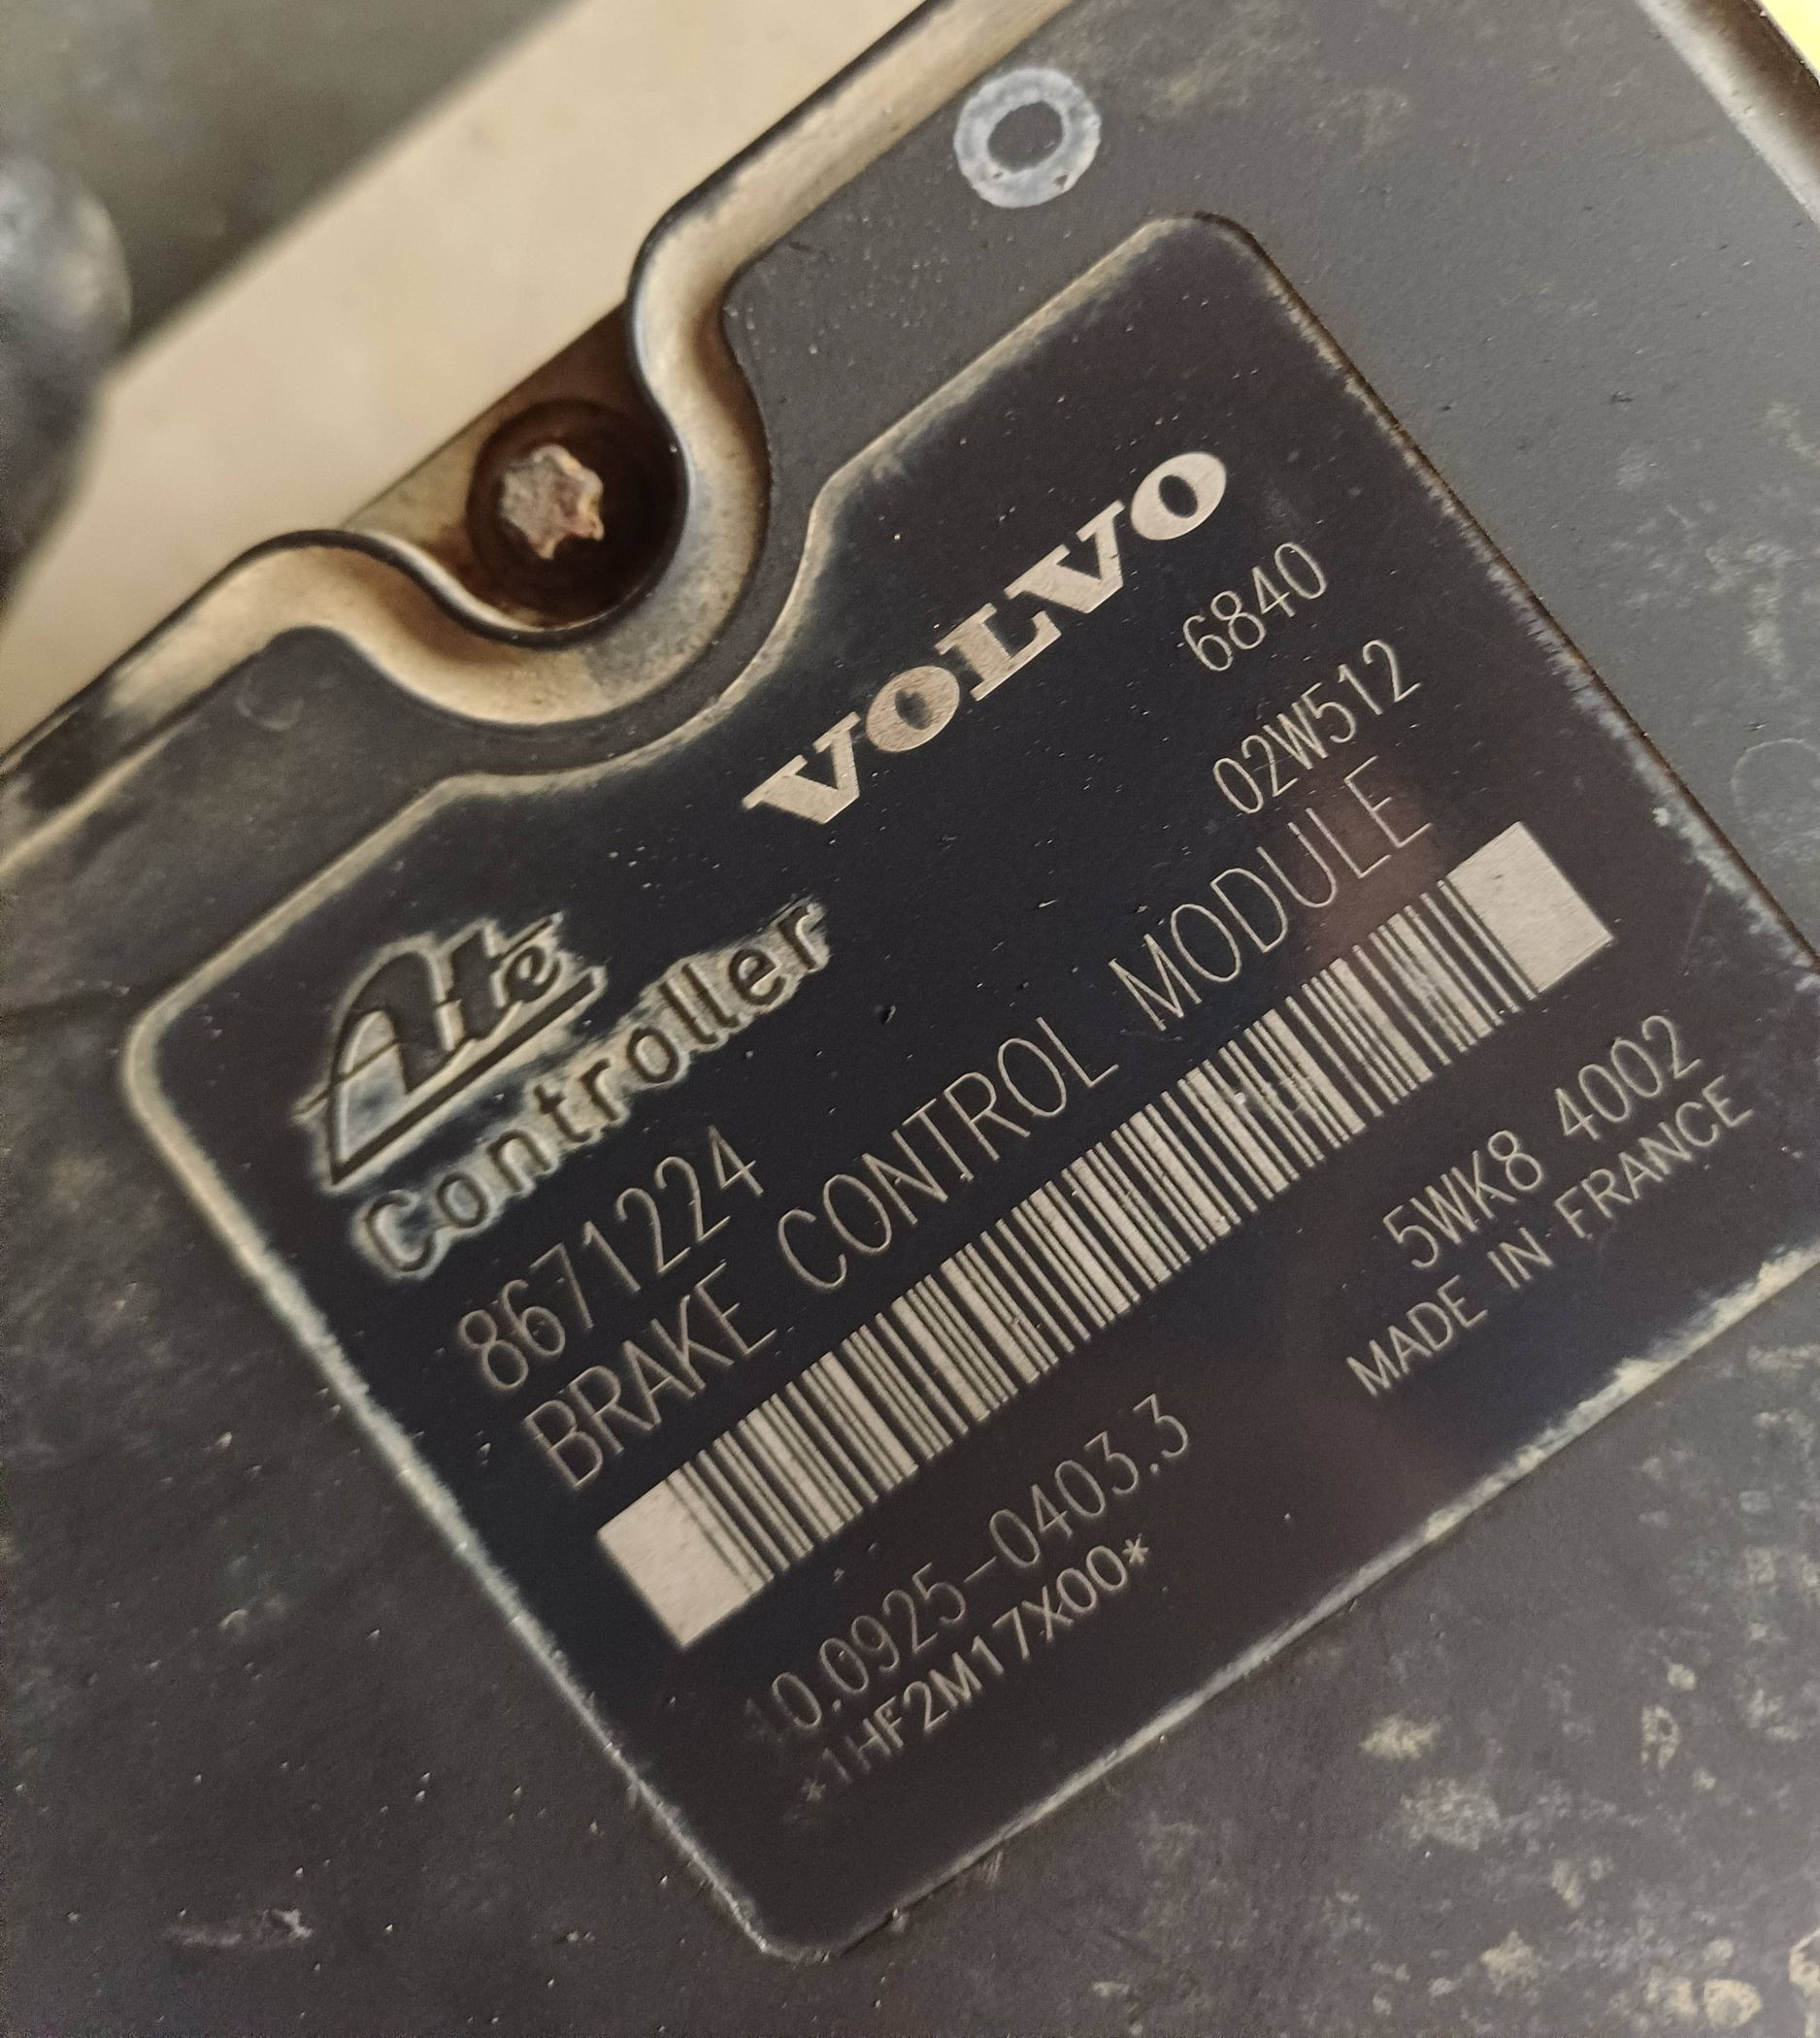 VOLVO
6840
Ate
Controller
02W512
8671224
BRAKE CONTROL MODULE
5WK8 4002
MADE IN FRANCE
10.0925-0403.3
*1HF2M17X00*